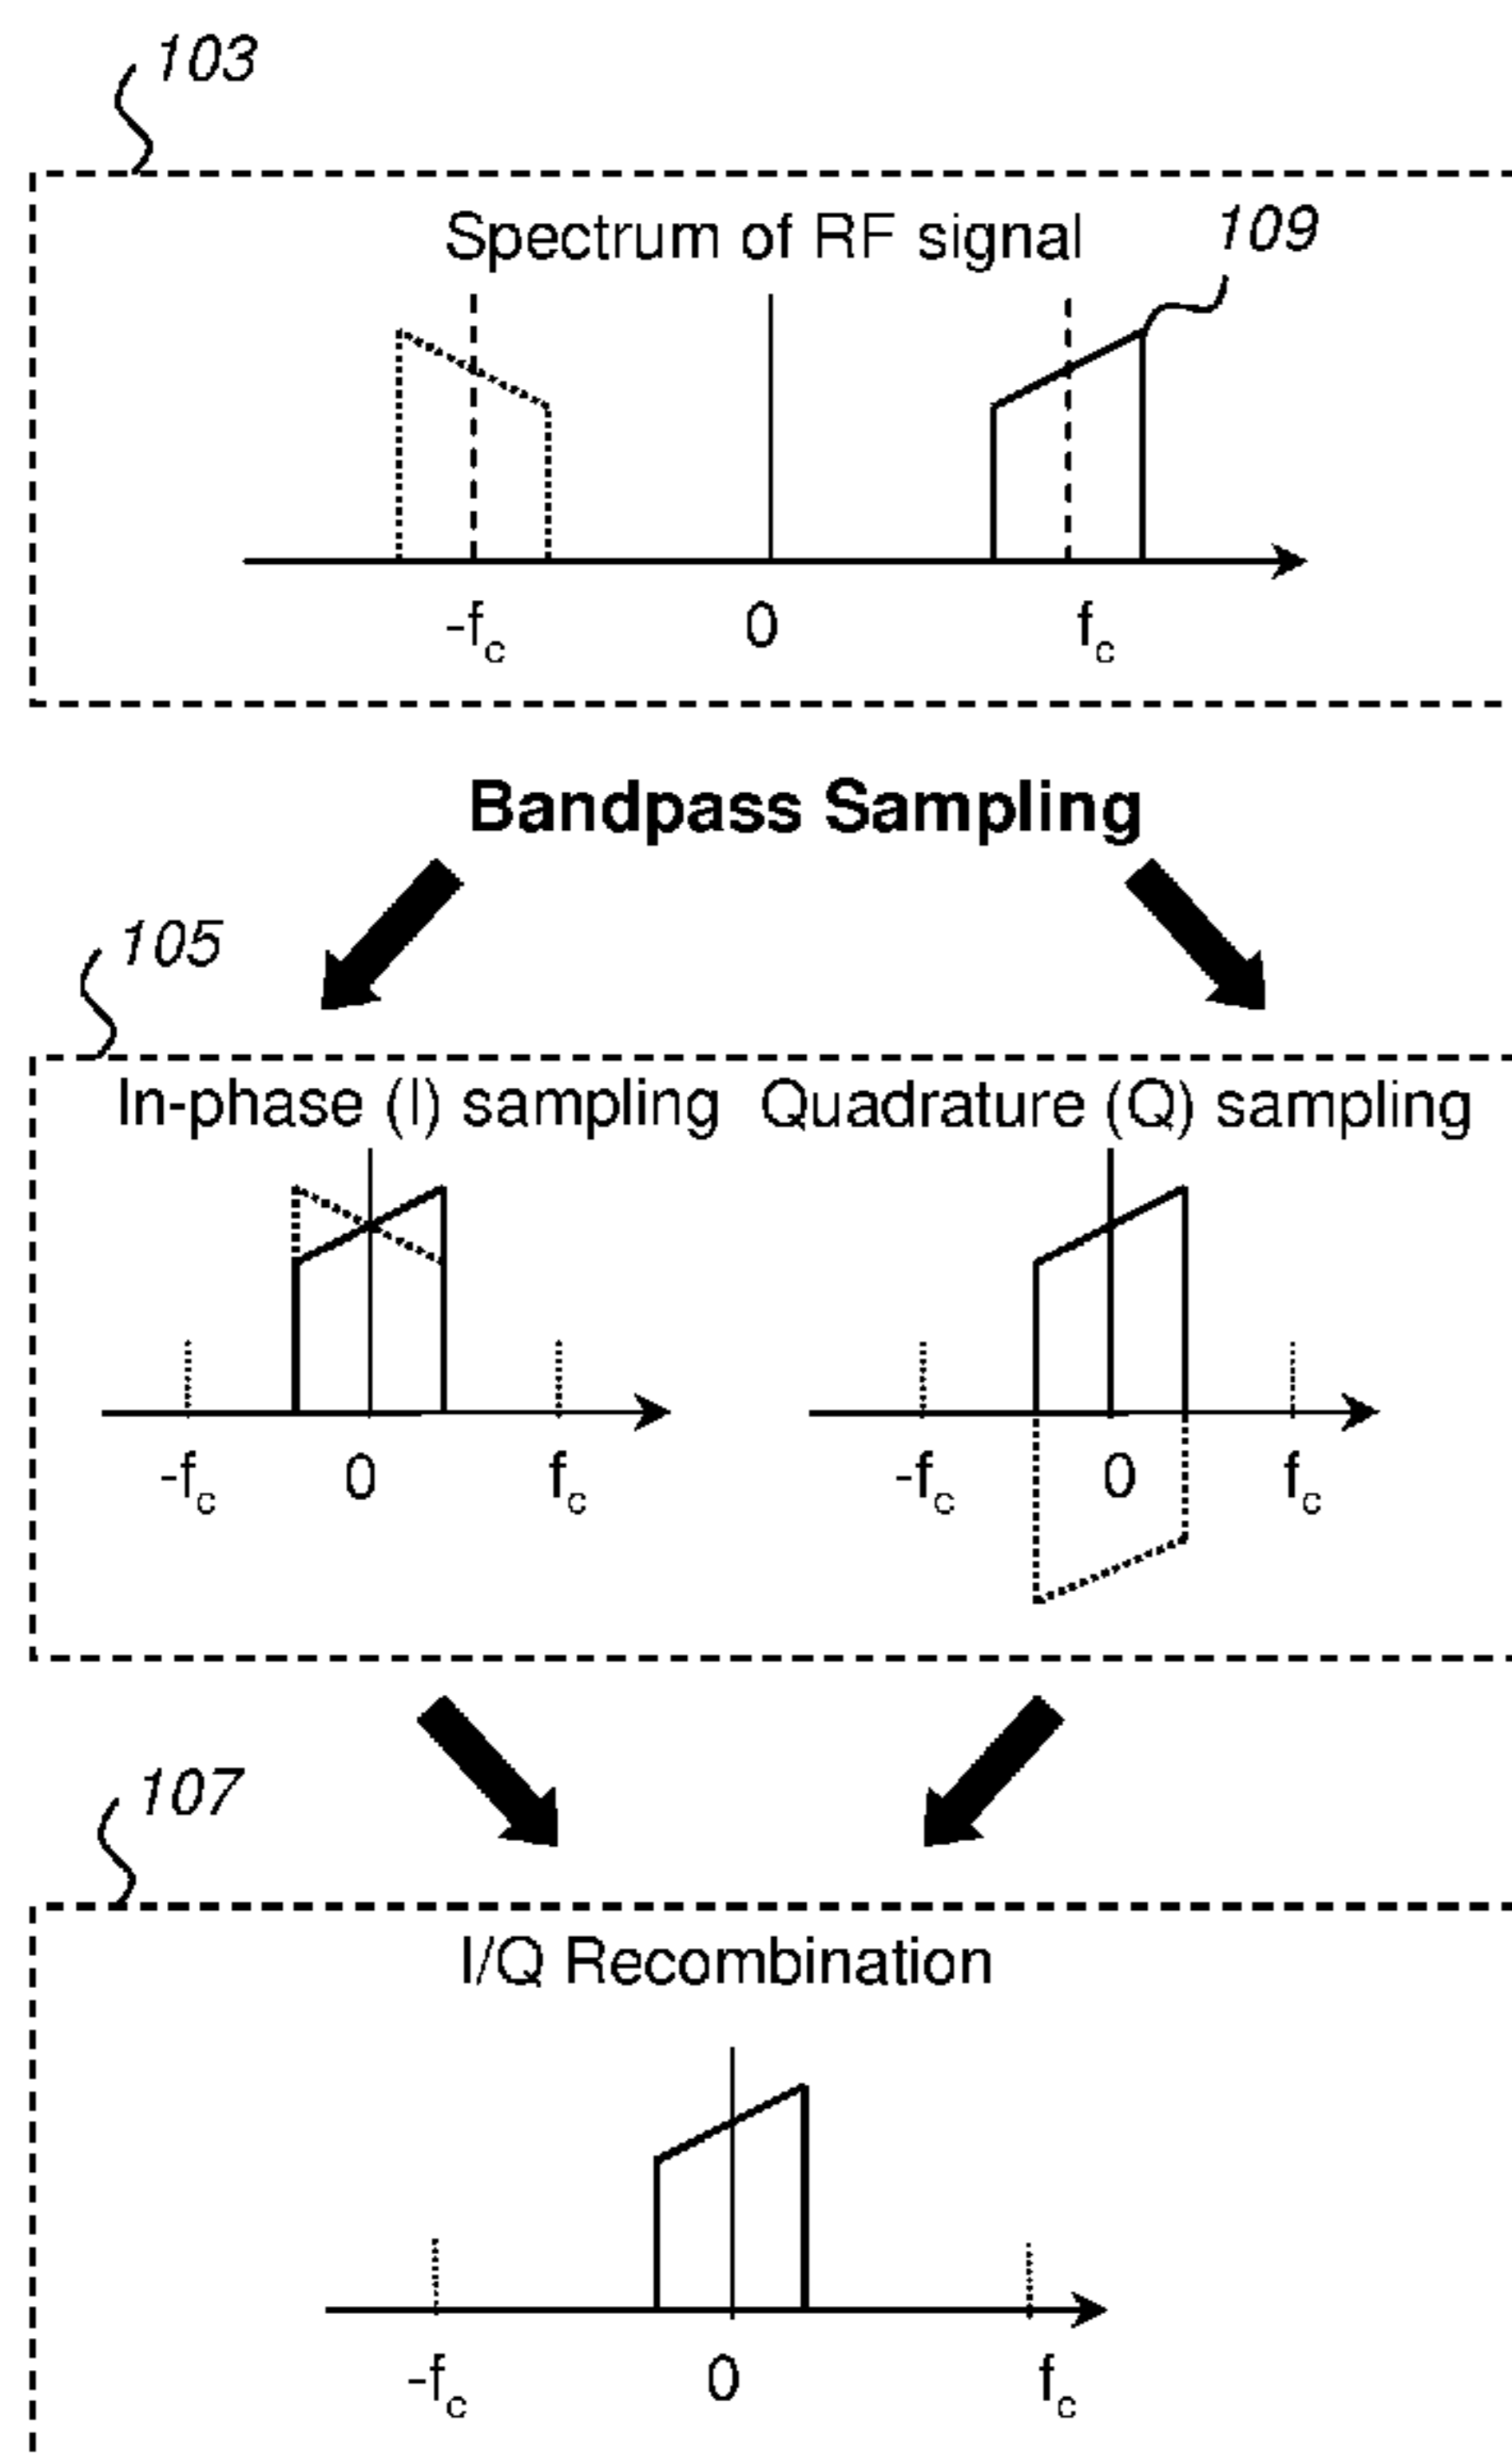 103
Spectrum of RF signal
109
-fc 0 fc
Bandpass Sampling
105
In-phase (I) sampling Quadrature (Q) sampling
-fc 0 fc -fc 0 fc
107
I/Q Recombination
-fc 0 fc